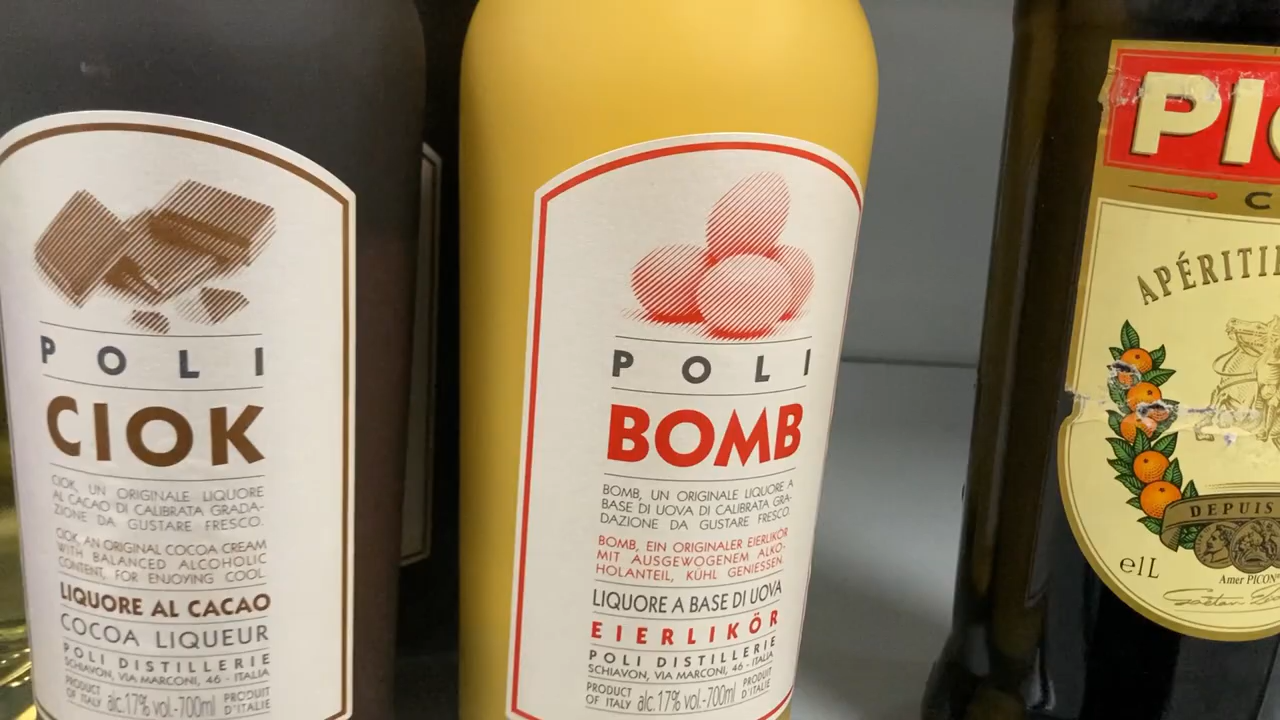 POLI
CIOK
CIOK, UN ORIGINALE LIQUORE
AL CACAO DI CALIBRATA GRADA-
ZIONE DA GUSTARE FRESCO.
CIOK, AN ORIGINAL COCOA CREAM
WITH BALANCED ALCOHOLIC
CONTENT, FOR ENJOYING COOL.
LIQUORE AL CACAO
COCOA LIQUEUR
POLI DISTILLERIE
SCHIAVON, VIA MARCONI, 46 - ITALIA
PRODUCT OF ITALY alc.17% vol.-700ml PRODUIT D'ITALIE
POLI
BOMB
BOMB, UN ORIGINALE LIQUORE A
BASE DI UOVA DI CALIBRATA GRA-
DAZIONE DA GUSTARE FRESCO.
BOMB, EIN ORIGINALER EIERLIKÖR
MIT AUSGEWOGENEM ALKO-
HOLANTEIL, KÜHL GENIESSEN.
LIQUORE A BASE DI UOVA
EIERLIKÖR
POLI DISTILLERIE
SCHIAVON, VIA MARCONI, 46 - ITALIA
PRODUCT OF ITALY alc.17% vol.-700ml PRODUIT D'ITALIE
PIC
C
APÉRITI
DEPUIS
e1L
Amer PICON